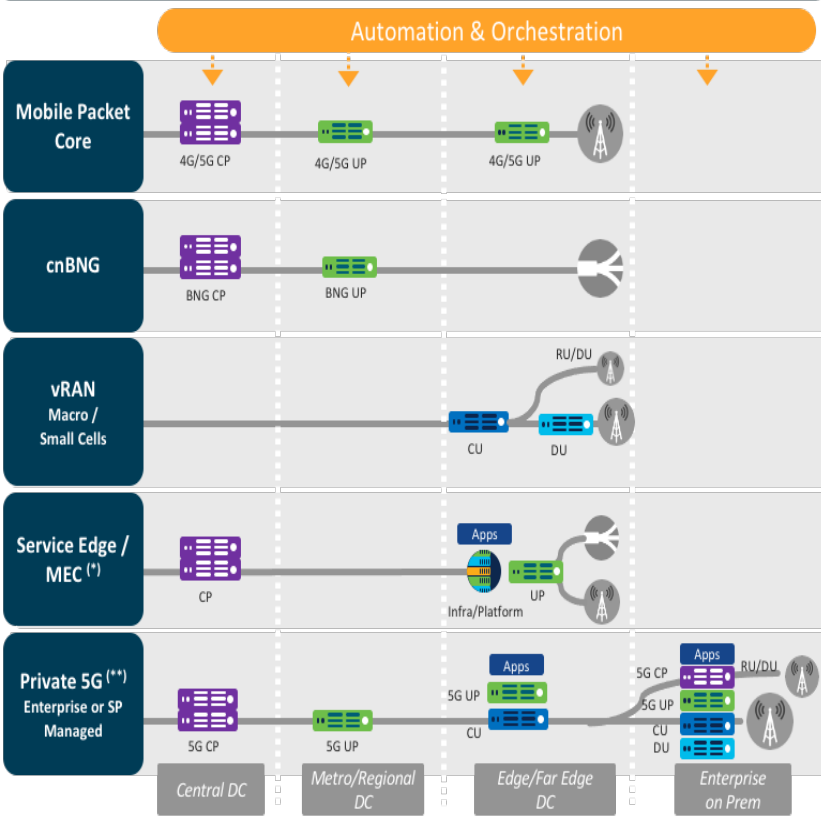 Automation & Orchestration
Mobile Packet
Core
4G/5G CP
4G/5G UP
4G/5G UP
cnBNG
BNG CP
BNG UP
vRAN
Macro /
Small Cells
RU/DU
CU
DU
Service Edge /
MEC (*)
CP
Apps
Infra/Platform
UP
Private 5G (**)
Enterprise or SP
Managed
5G CP
5G UP
Apps
5G UP
CU
Apps
5G CP
RU/DU
5G UP
CU
DU
Central DC
Metro/Regional
DC
Edge/Far Edge
DC
Enterprise
on Prem